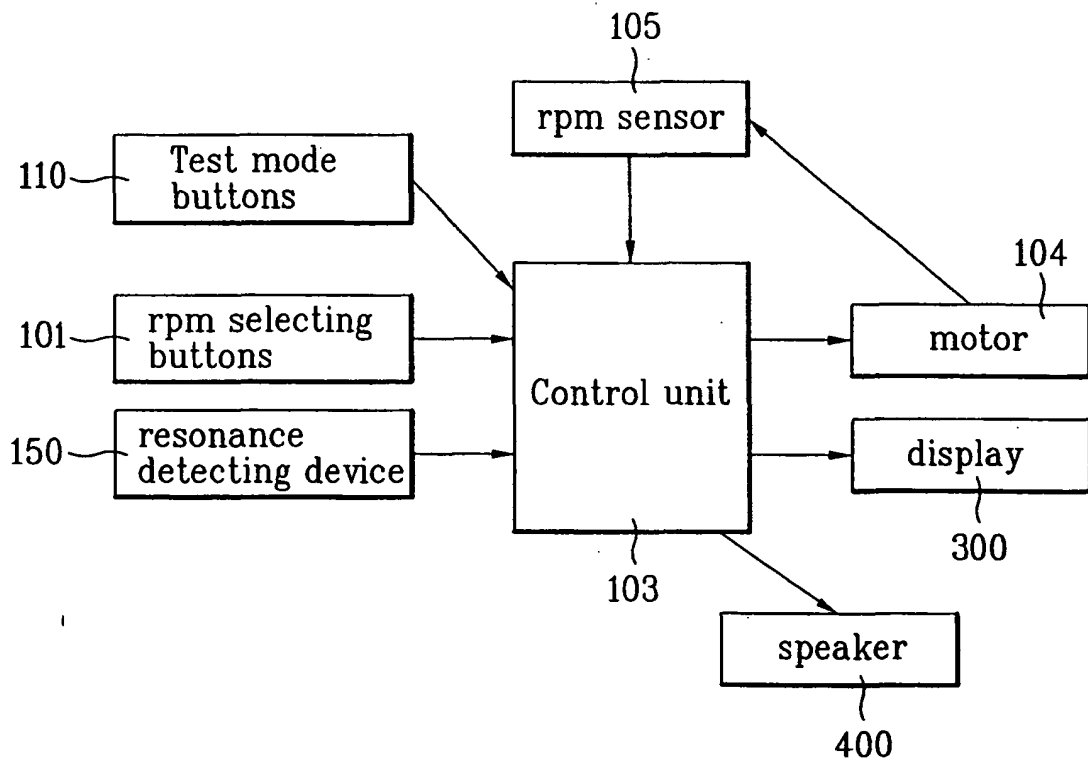 105
rpm sensor
110
Test mode
buttons
104
motor
101
rpm selecting
buttons
Control unit
150
resonance
detecting device
display
300
103
speaker
400